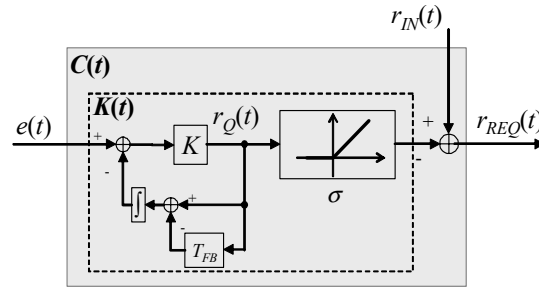 r_IN(t)
C(t)
K(t)
e(t)
+
K
r_Q(t)
+
-
r_REQ(t)
-
∫
+
-
T_FB
σ